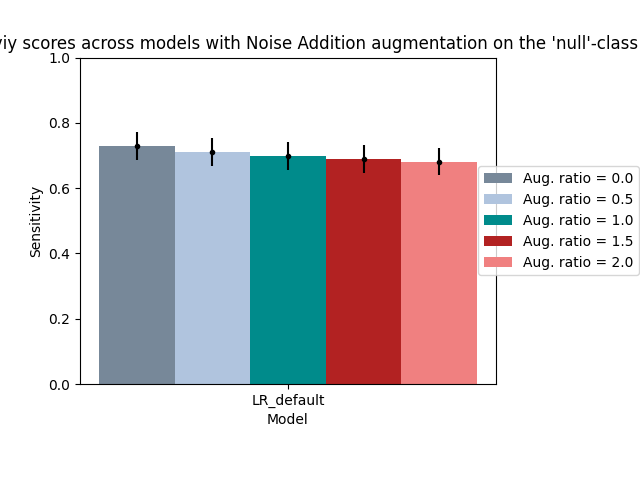 scores across models with Noise Addition augmentation on the 'null'-class
1.0
0.8
0.6
0.4
0.2
0.0
Sensitivity
Aug. ratio = 0.0
Aug. ratio = 0.5
Aug. ratio = 1.0
Aug. ratio = 1.5
Aug. ratio = 2.0
LR_default
Model